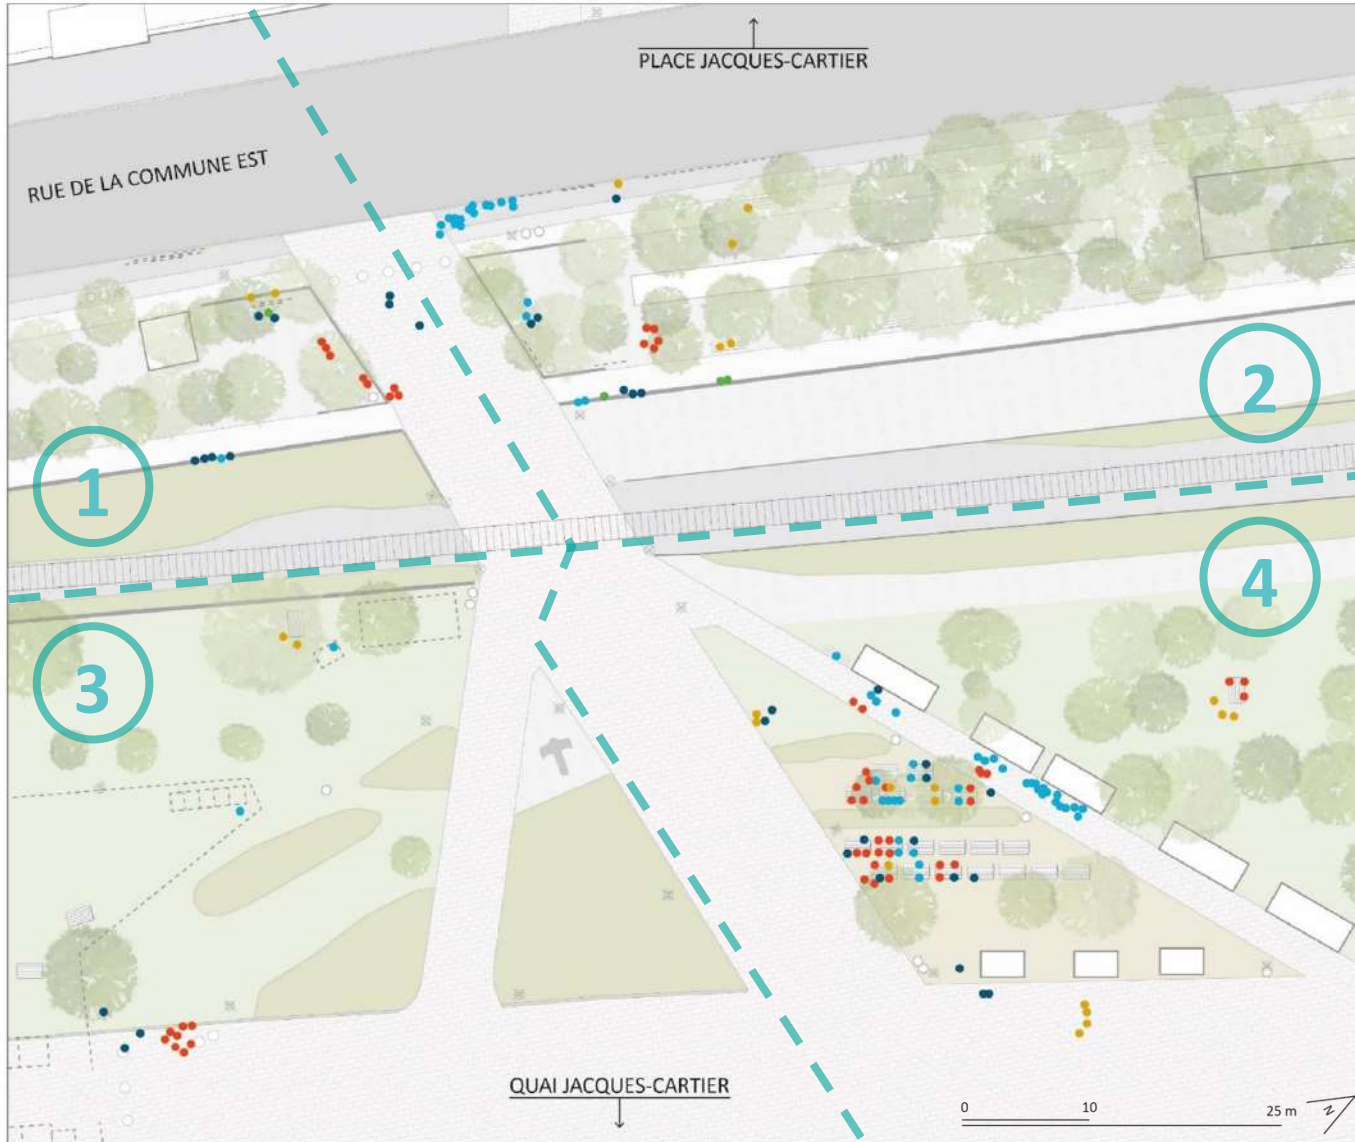 PLACE JACQUES-CARTIER
RUE DE LA COMMUNE EST
2
1
4
3
QUAI JACQUES-CARTIER
0 10 25 m
N